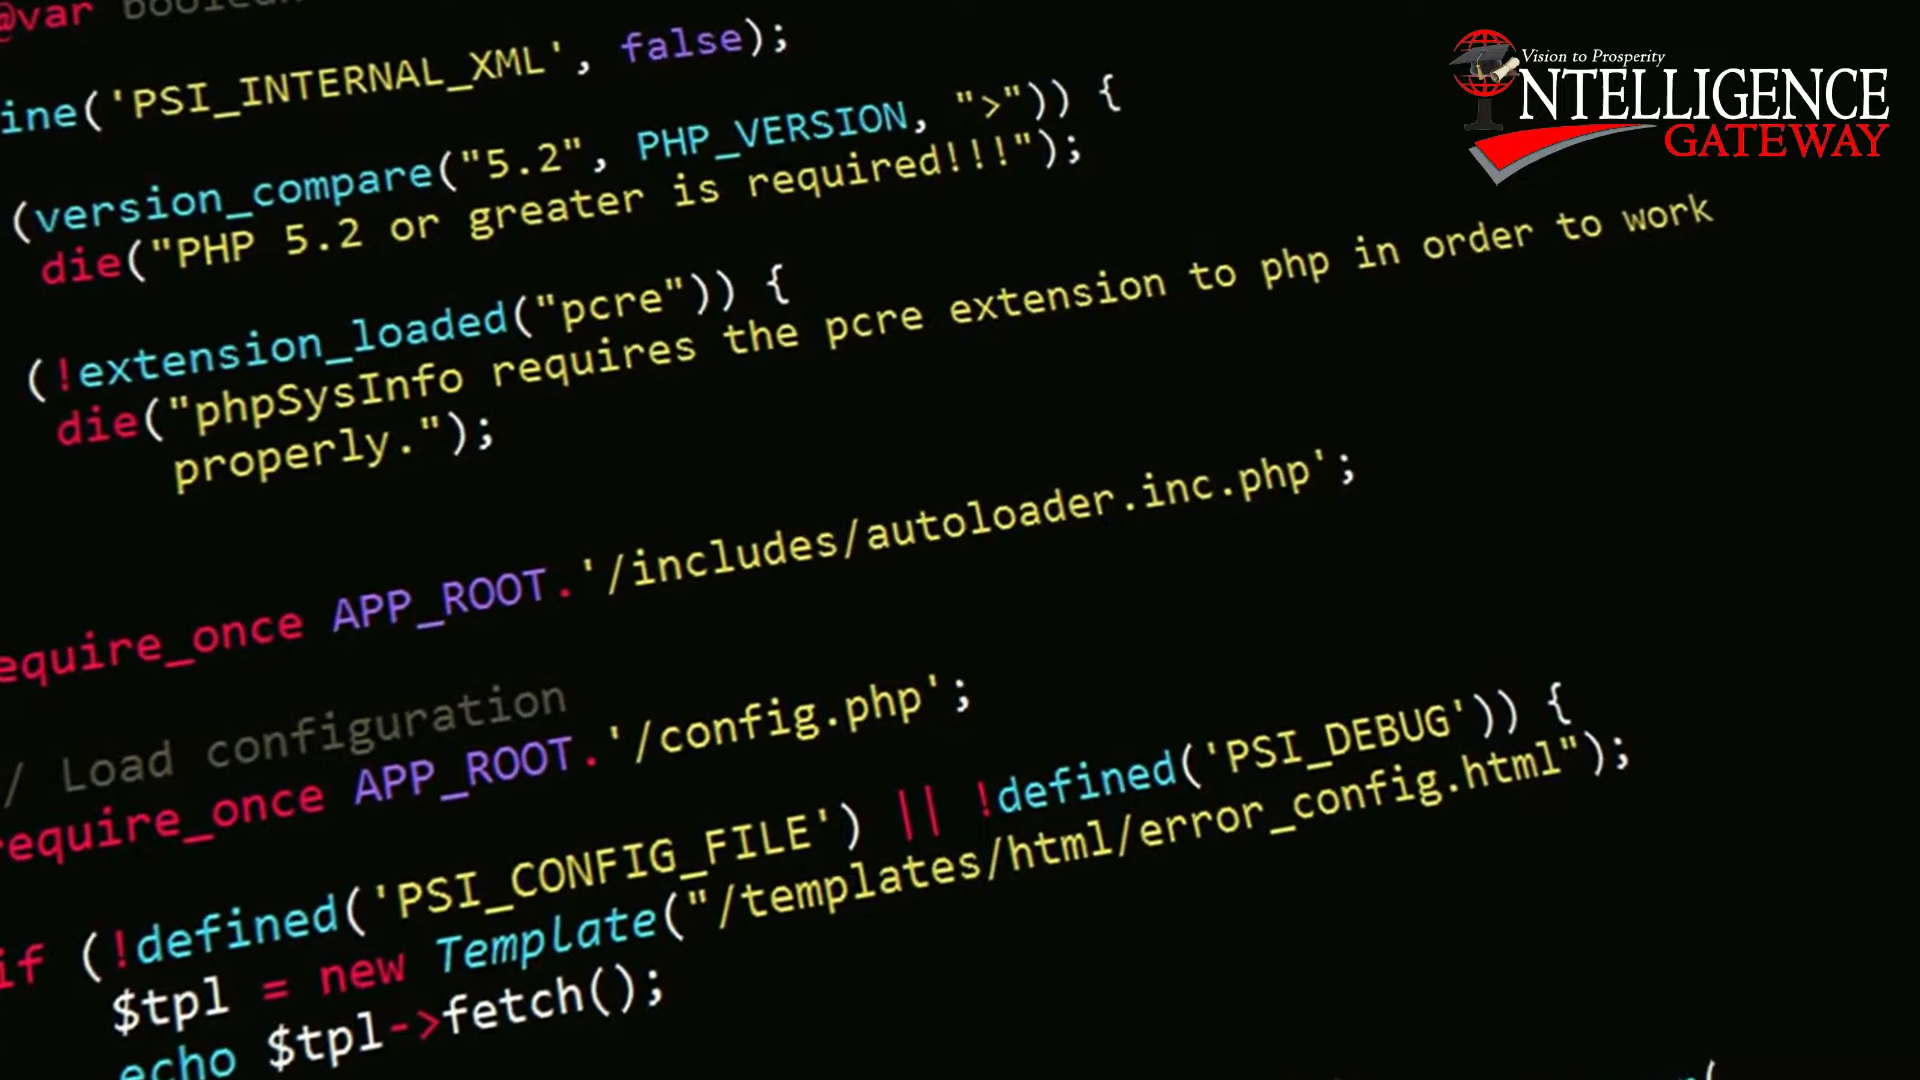 @var boolean
ine('PSI_INTERNAL_XML', false);
(version_compare("5.2", PHP_VERSION, ">")) {
die("PHP 5.2 or greater is required!!!");
(!extension_loaded("pcre")) {
die("phpSysInfo requires the pcre extension to php in order to work
properly.");
equire_once APP_ROOT.'/includes/autoloader.inc.php';
/ Load configuration
require_once APP_ROOT.'/config.php';
if (!defined('PSI_CONFIG_FILE') || !defined('PSI_DEBUG')) {
$tpl = new Template("/templates/html/error_config.html");
echo $tpl->fetch();
Vision to Prosperity
INTELLIGENCE
GATEWAY